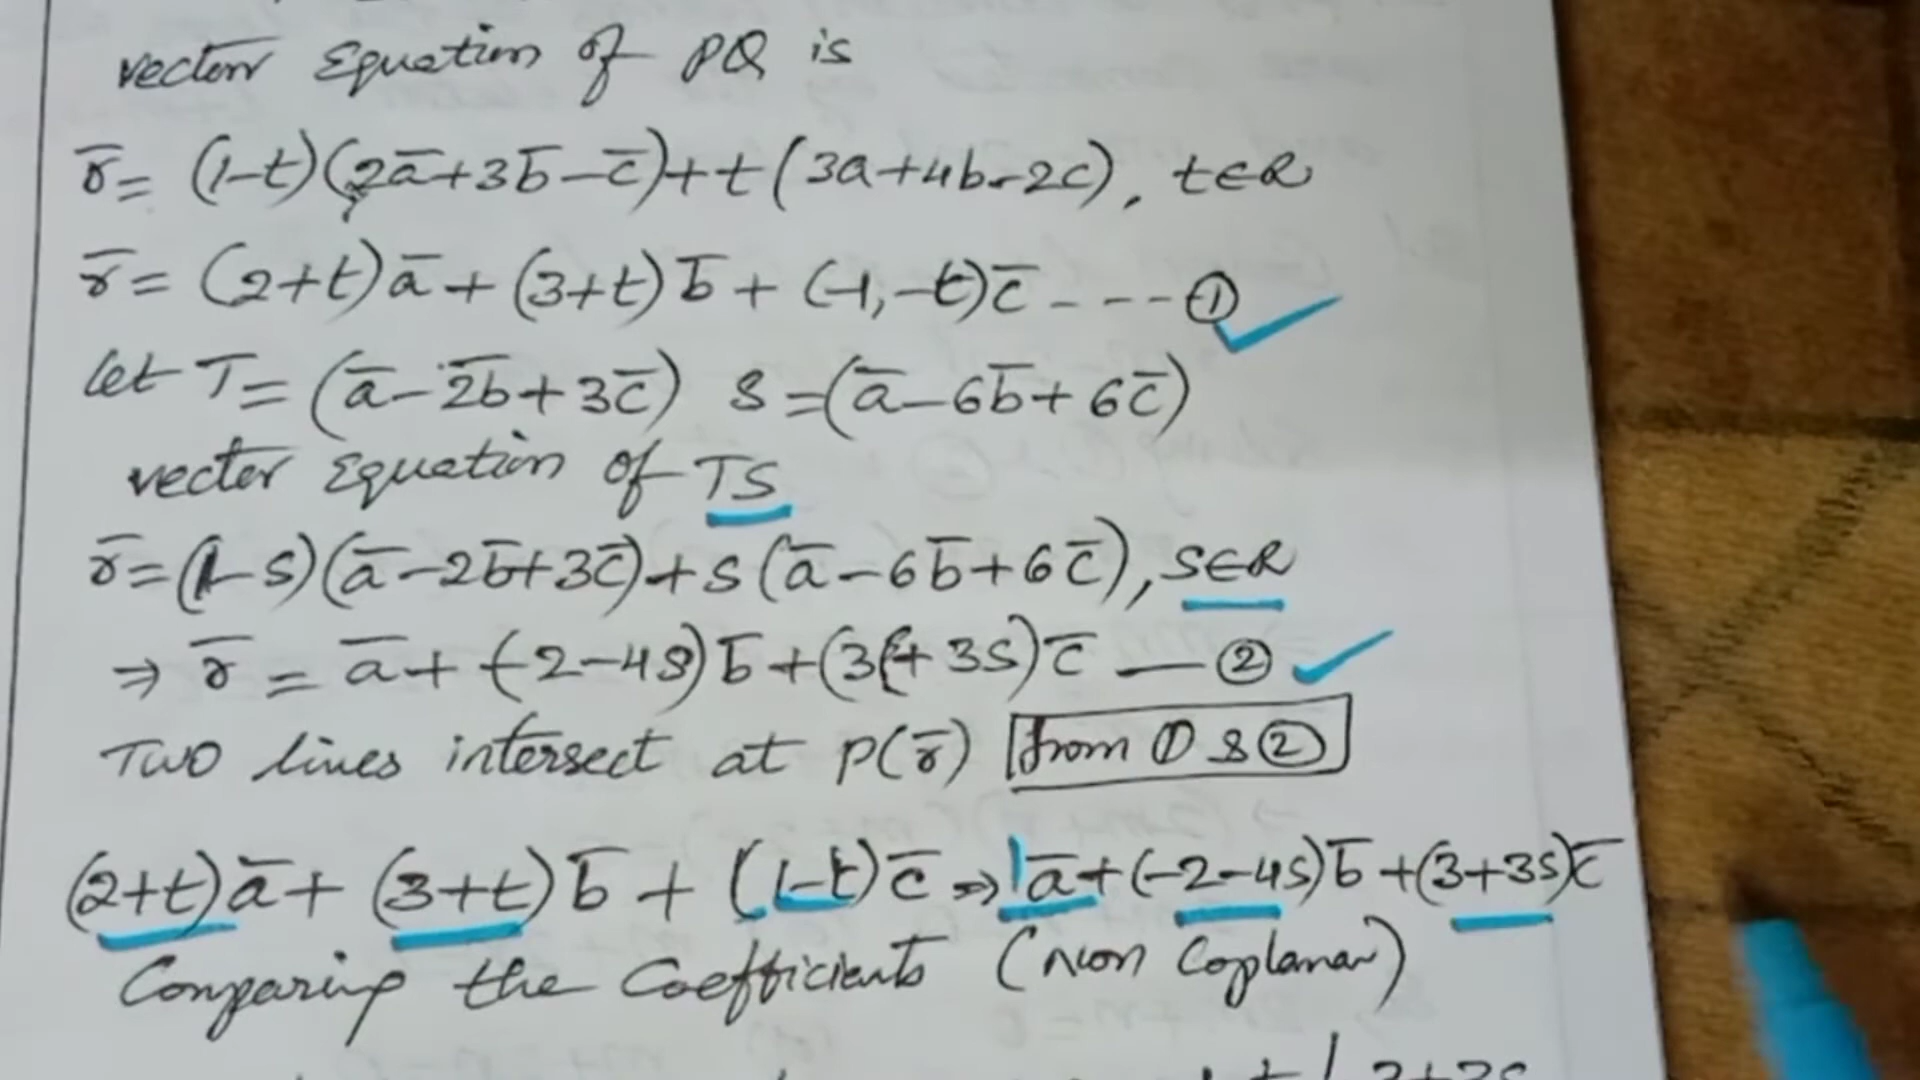 vector Equation of PQ is
r̄ = (1-t)(2ā+3b̄-c̄)+t(3a+4b-2c), t∈R
r̄ = (2+t)ā+(3+t)b̄+(-1,-t)c̄----①
let T=(ā-2̄b̄+3c̄) S=(ā-6b̄+6c̄)
vector Equation of TS
r̄=(1-s)(ā-2b̄+3c̄)+s(ā-6b̄+6c̄), S∈R
⇒ r̄ = ā+(-2-4s)b̄+(3+3s)c̄ —②
Two lines intersect at P(r̄) from ① & ②
(2+t)ā+(3+t)b̄+(1-t)c̄ ⇒ 1ā+(-2-4s)b̄+(3+3s)c̄
Comparing the Coefficients (non Coplanar)